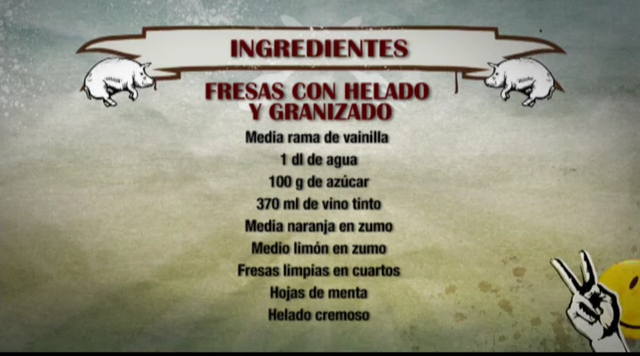 INGREDIENTES
FRESAS CON HELADO
Y GRANIZADO
Media rama de vainilla
1 dl de agua
100 g de azúcar
370 ml de vino tinto
Media naranja en zumo
Medio limón en zumo
Fresas limpias en cuartos
Hojas de menta
Helado cremoso